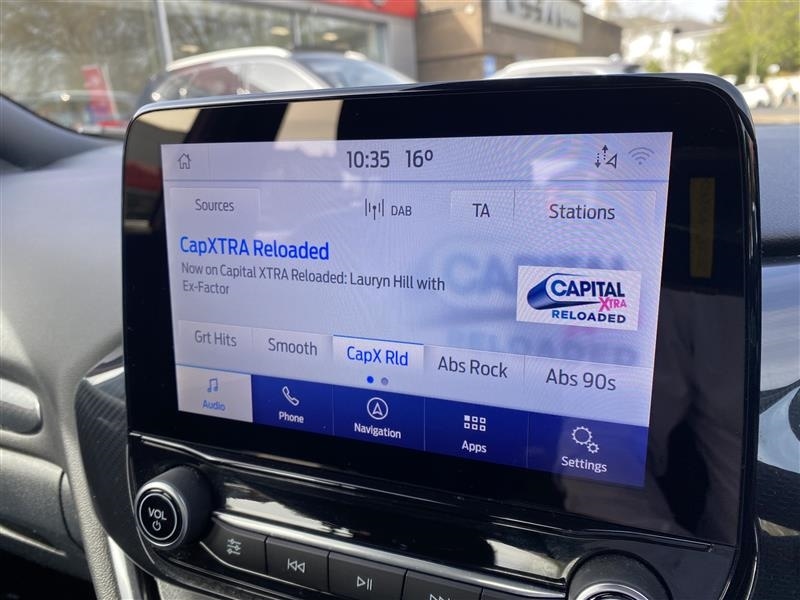 10:35 16°
Sources DAB TA Stations
CapXTRA Reloaded
Now on Capital XTRA Reloaded: Lauryn Hill with
Ex-Factor
CAPITAL
XTRA
RELOADED
Grt Hits Smooth CapX Rld Abs Rock Abs 90s
Audio Phone Navigation Apps Settings
VOL